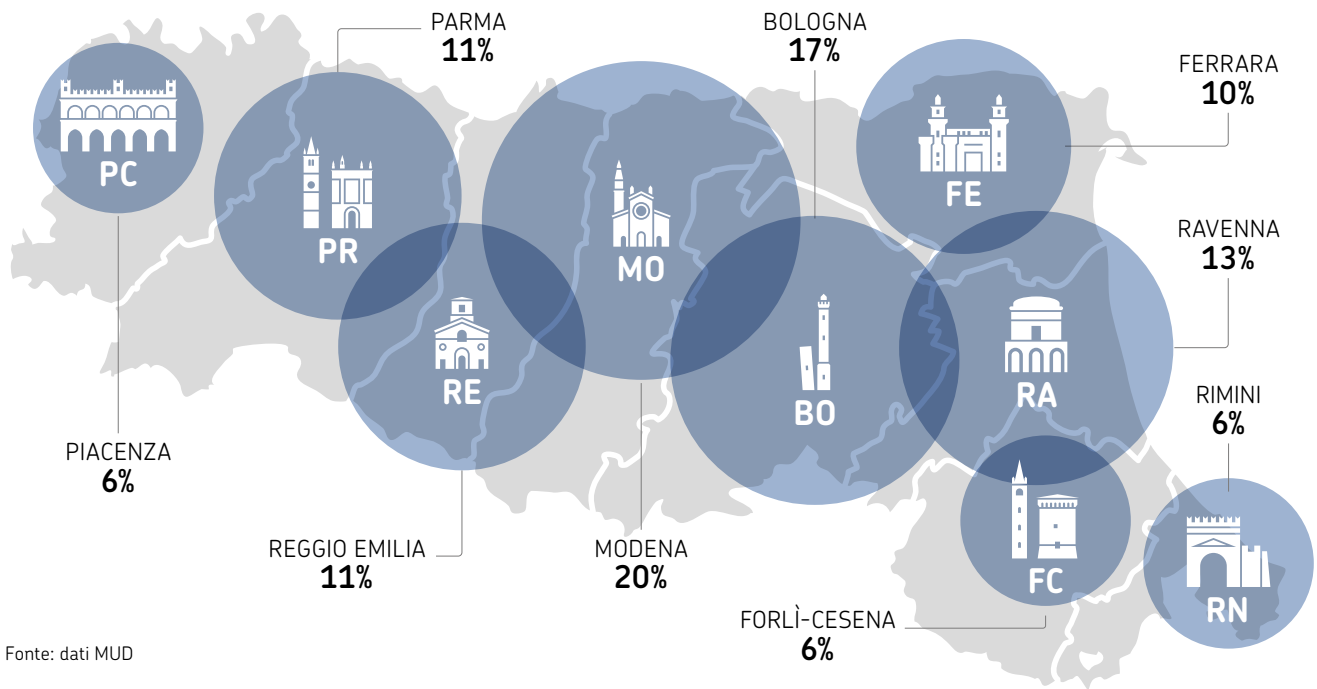 PARMA
11%
BOLOGNA
17%
FERRARA
10%
PC
PR
MO
FE
RAVENNA
13%
RE
BO
RA
RIMINI
6%
PIACENZA
6%
REGGIO EMILIA
11%
MODENA
20%
FC
RN
FORLÌ-CESENA
6%
Fonte: dati MUD